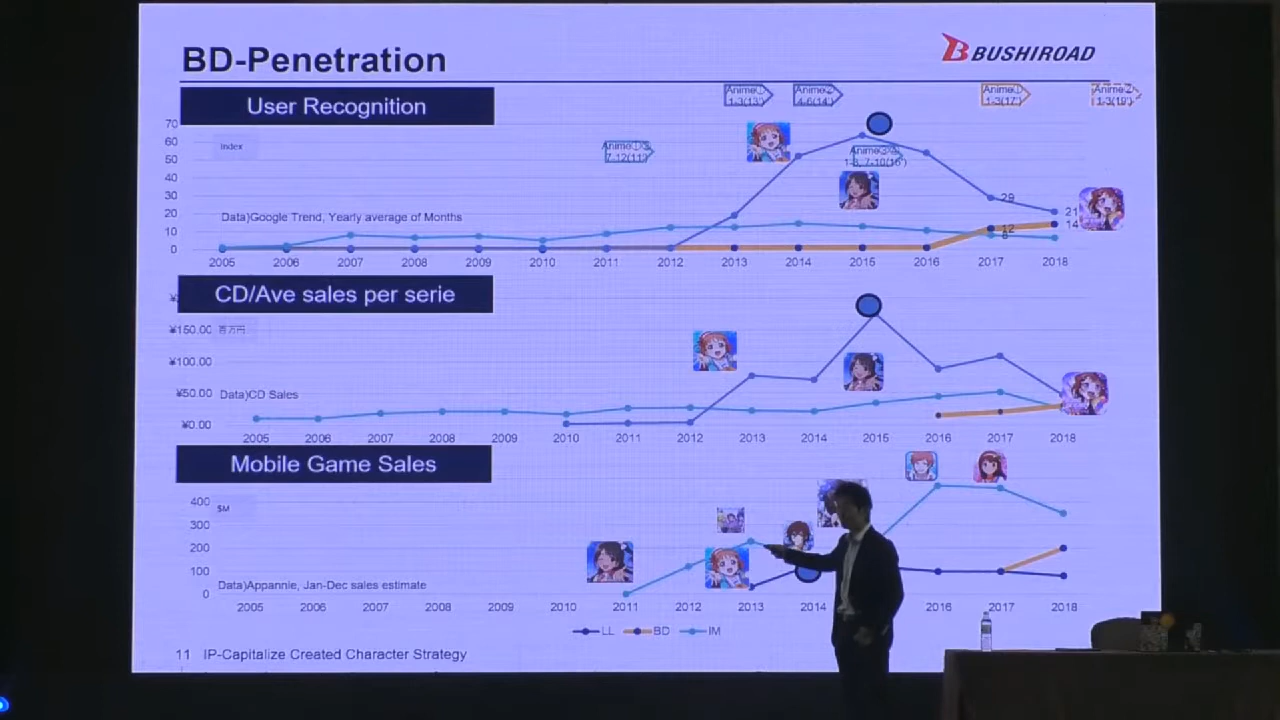 BD-Penetration
BUSHIROAD
User Recognition
Anime①
1-3(13')
Anime②
4-6(14')
Anime①
1-3(17')
Anime②
1-3(19')
70
60
50
40
30
20
10
0
Index
7-12(11')
1-3, 7-10(15')
29
21
14
12
8
Data)Google Trend, Yearly average of Months
2005 2006 2007 2008 2009 2010 2011 2012 2013 2014 2015 2016 2017 2018
CD/Ave sales per serie
¥150.00
¥100.00
¥50.00
¥0.00
百万円
Data)CD Sales
2005 2006 2007 2008 2009 2010 2011 2012 2013 2014 2015 2016 2017 2018
Mobile Game Sales
400
300
200
100
0
$M
Data)Appannie, Jan-Dec sales estimate
2005 2006 2007 2008 2009 2010 2011 2012 2013 2014 2016 2017 2018
LL BD IM
11 IP-Capitalize Created Character Strategy